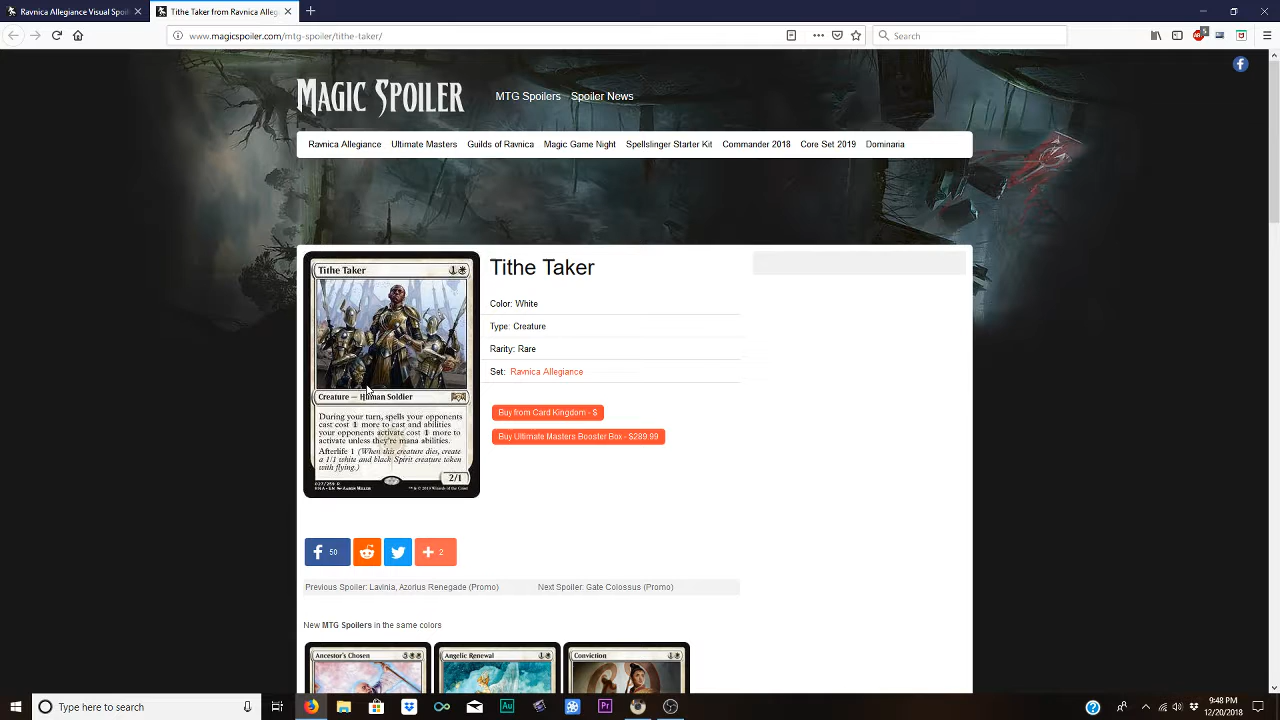 Ravnica Allegiance Visual Spoi
Tithe Taker from Ravnica Alleg
www.magicspoiler.com/mtg-spoiler/tithe-taker/
Search
MAGIC SPOILER
MTG Spoilers
Spoiler News
Ravnica Allegiance
Ultimate Masters
Guilds of Ravnica
Magic Game Night
Spellslinger Starter Kit
Commander 2018
Core Set 2019
Dominaria
Tithe Taker
1
Creature — Human Soldier
During your turn, spells your opponents
cast cost 1 more to cast and abilities
your opponents activate cost 1 more to
activate unless they're mana abilities.
Afterlife 1 (When this creature dies, create
a 1/1 white and black Spirit creature token
with flying.)
2/1
Tithe Taker
Color: White
Type: Creature
Rarity: Rare
Set: Ravnica Allegiance
Buy from Card Kingdom - $
Buy Ultimate Masters Booster Box - $289.99
50
2
Previous Spoiler: Lavinia, Azorius Renegade (Promo)
Next Spoiler: Gate Colossus (Promo)
New MTG Spoilers in the same colors
Ancestor's Chosen
Angelic Renewal
1
Conviction
1
Type here to search
Au
Pr
9:48 PM
12/20/2018